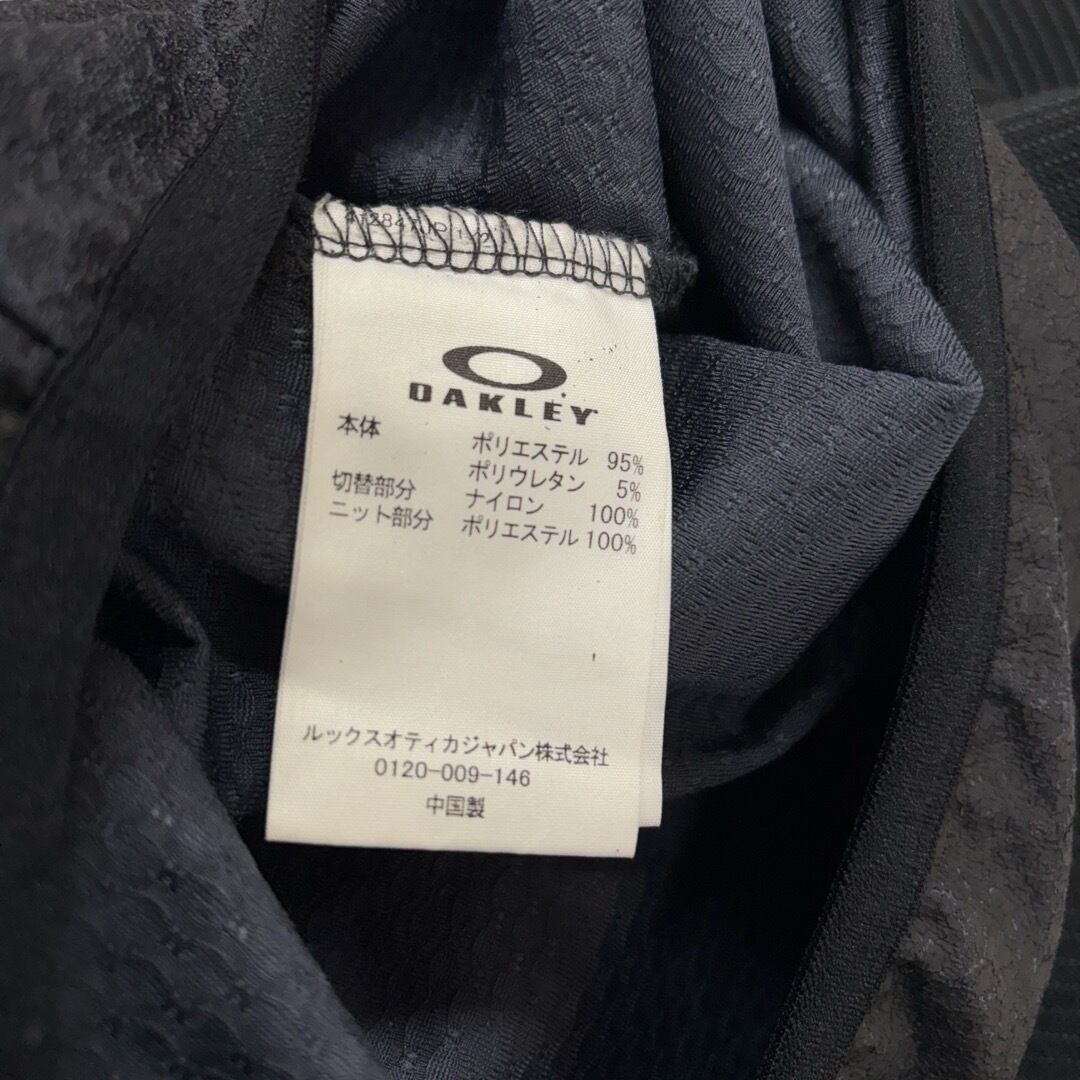 OAKLEY
本体 ポリエステル 95%
ポリウレタン 5%
切替部分 ナイロン 100%
ニット部分 ポリエステル 100%
ルックスオティカジャパン株式会社
0120-009-146
中国製